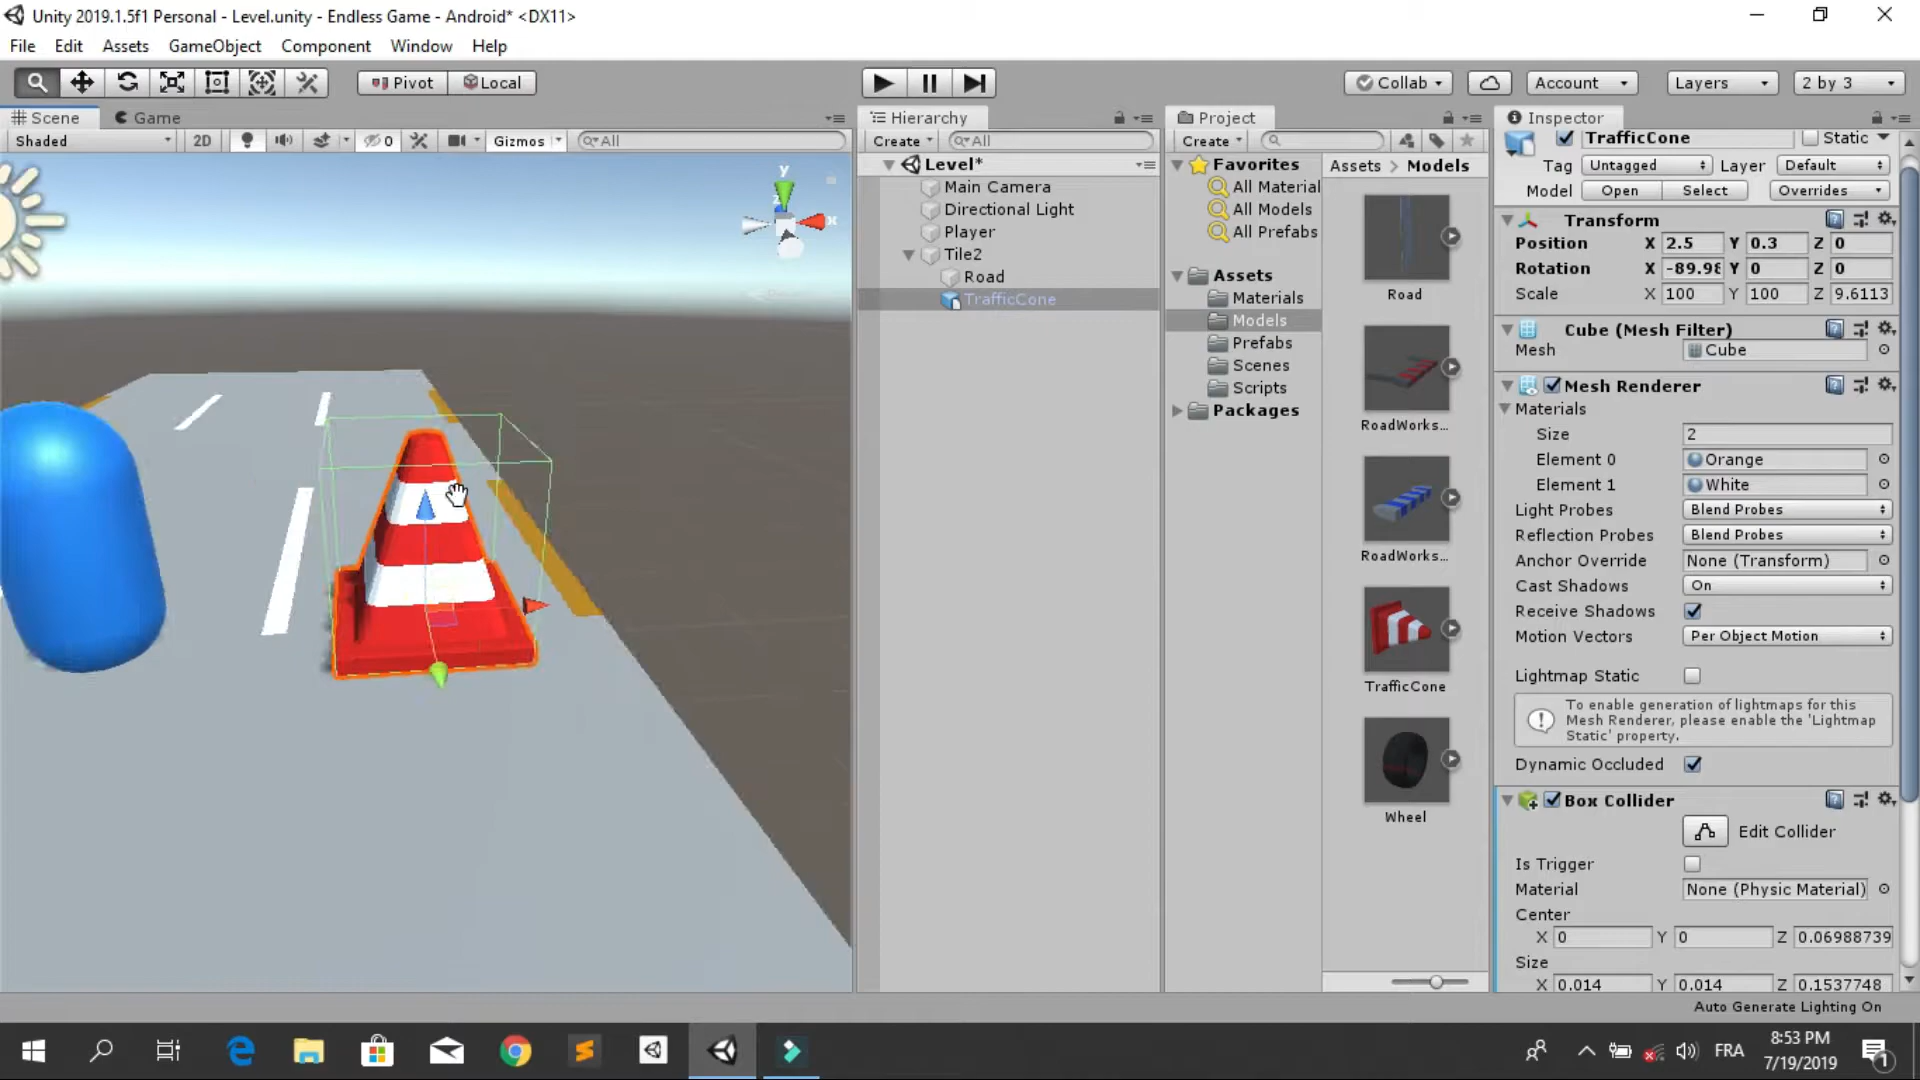 Unity 2019.1.5f1 Personal - Level.unity - Endless Game - Android* <DX11>
File Edit Assets GameObject Component Window Help
Pivot Local Collab Account Layers 2 by 3
Scene Game
Shaded 2D 0 Gizmos All
y
x
z
Hierarchy
Create All
Level*
Main Camera
Directional Light
Player
Tile2
Road
TrafficCone
Project
Create
Favorites
All Material
All Models
All Prefabs
Assets
Materials
Models
Prefabs
Scenes
Scripts
Packages
Assets > Models
Road
RoadWorks...
RoadWorks...
TrafficCone
Wheel
Inspector
TrafficCone Static
Tag Untagged Layer Default
Model Open Select Overrides
Transform
Position X 2.5 Y 0.3 Z 0
Rotation X -89.98 Y 0 Z 0
Scale X 100 Y 100 Z 9.6113
Cube (Mesh Filter)
Mesh Cube
Mesh Renderer
Materials
Size 2
Element 0 Orange
Element 1 White
Light Probes Blend Probes
Reflection Probes Blend Probes
Anchor Override None (Transform)
Cast Shadows On
Receive Shadows
Motion Vectors Per Object Motion
Lightmap Static
To enable generation of lightmaps for this
Mesh Renderer, please enable the 'Lightmap
Static' property.
Dynamic Occluded
Box Collider
Edit Collider
Is Trigger
Material None (Physic Material)
Center
X 0 Y 0 Z 0.06988739
Size
X 0.014 Y 0.014 Z 0.1537748
Auto Generate Lighting On
FRA
8:53 PM
7/19/2019
1